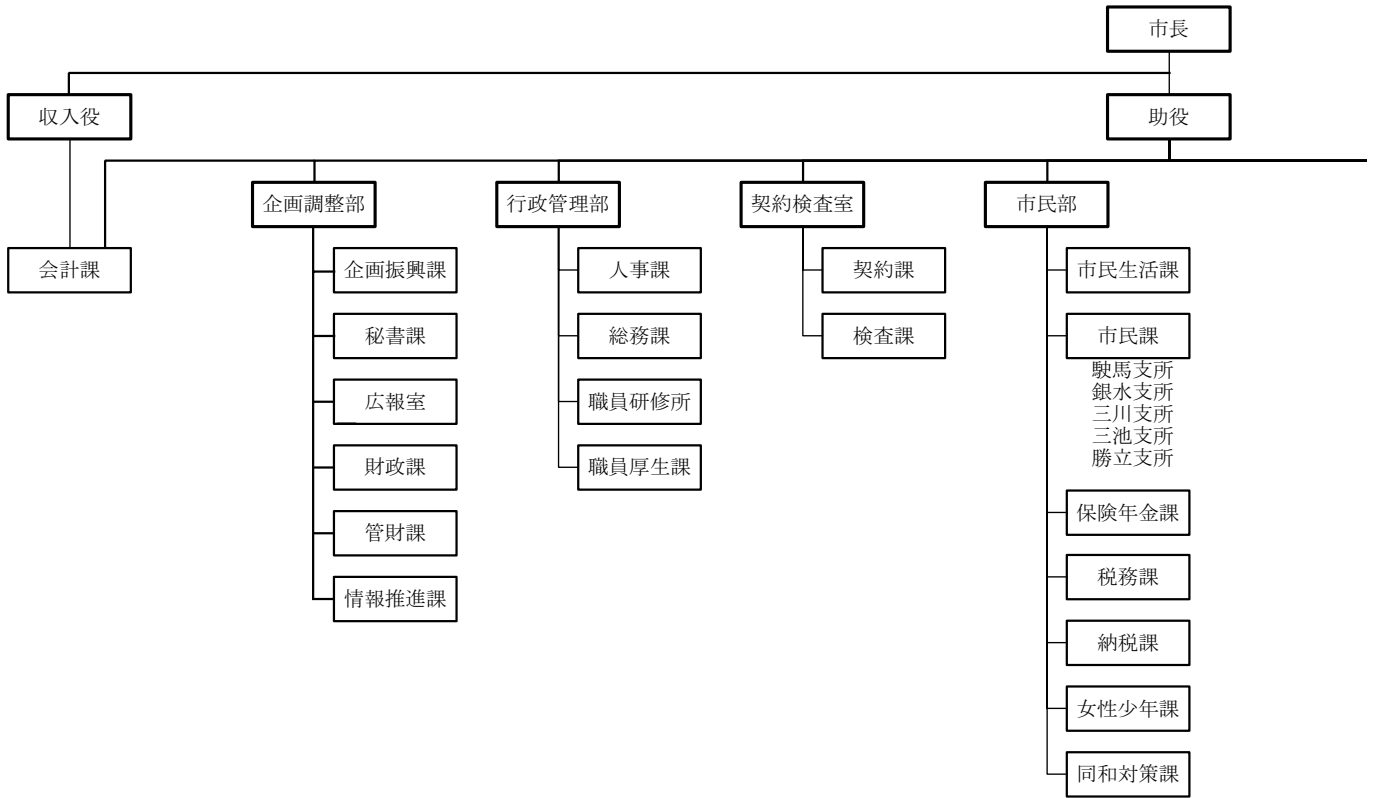 市長
収入役
助役
企画調整部
行政管理部
契約検査室
市民部
会計課
企画振興課
秘書課
広報室
財政課
管財課
情報推進課
人事課
総務課
職員研修所
職員厚生課
契約課
検査課
市民生活課
市民課
駛馬支所
銀水支所
三川支所
三池支所
勝立支所
保険年金課
税務課
納税課
女性少年課
同和対策課